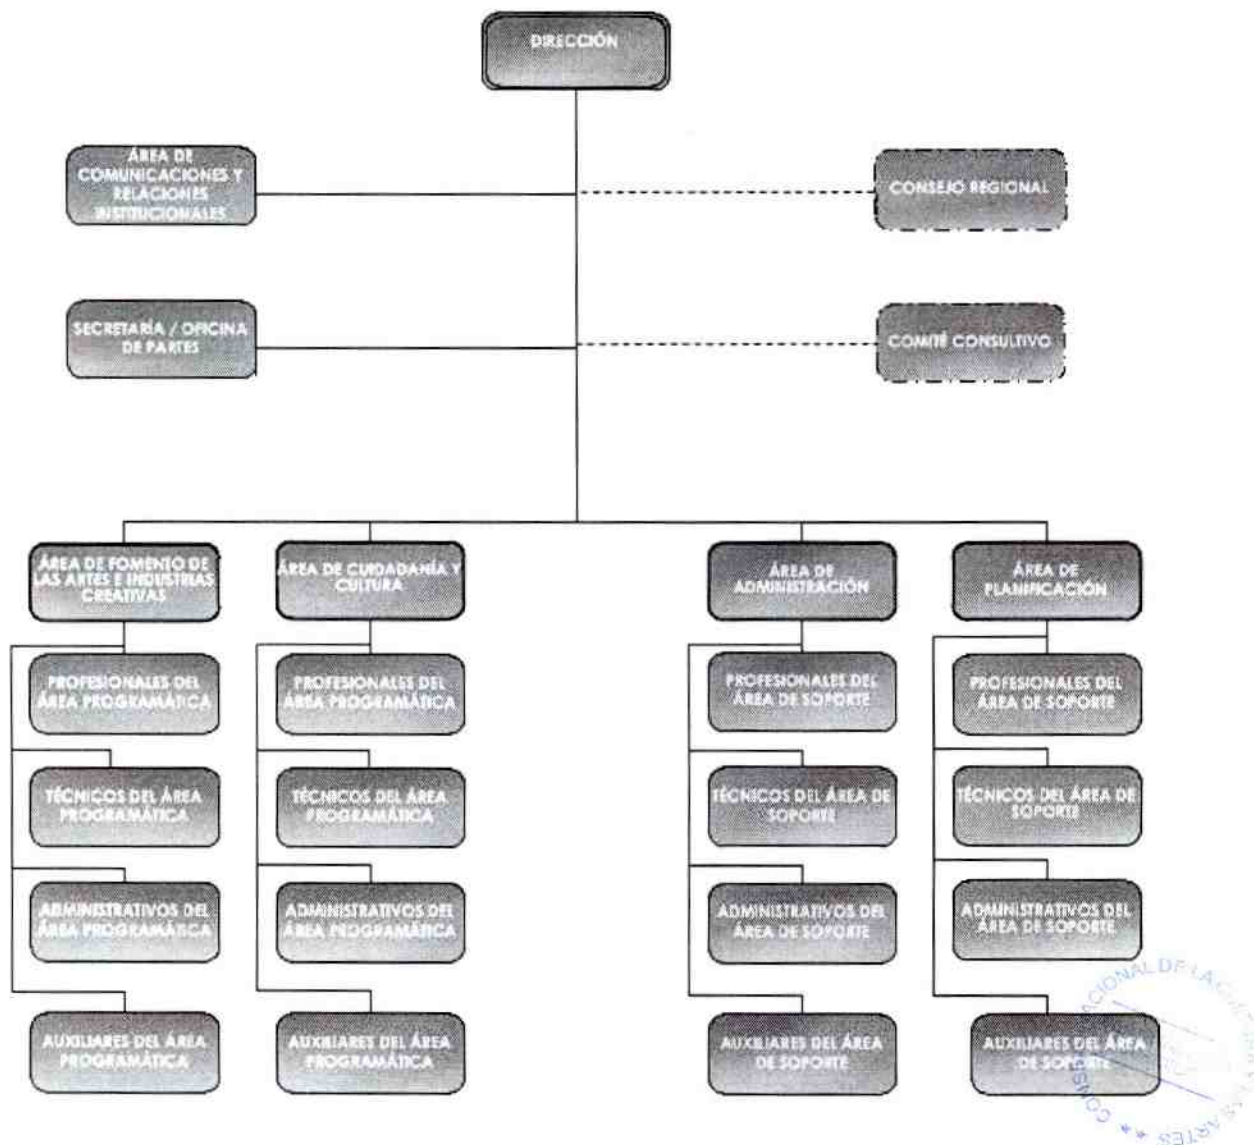 DIRECCIÓN
ÁREA DE
COMUNICACIONES Y
RELACIONES
INSTITUCIONALES
CONSEJO REGIONAL
SECRETARÍA / OFICINA
DE PARTES
COMITÉ CONSULTIVO
ÁREA DE FOMENTO DE
LAS ARTES E INDUSTRIAS
CREATIVAS
ÁREA DE CUIDADANÍA Y
CULTURA
ÁREA DE
ADMINISTRACIÓN
ÁREA DE
PLANIFICACIÓN
PROFESIONALES DEL
ÁREA PROGRAMÁTICA
PROFESIONALES DEL
ÁREA PROGRAMÁTICA
PROFESIONALES DEL
ÁREA DE SOPORTE
PROFESIONALES DEL
ÁREA DE SOPORTE
TÉCNICOS DEL ÁREA
PROGRAMÁTICA
TÉCNICOS DEL ÁREA
PROGRAMÁTICA
TÉCNICOS DEL ÁREA DE
SOPORTE
TÉCNICOS DEL ÁREA DE
SOPORTE
ADMINISTRATIVOS DEL
ÁREA PROGRAMÁTICA
ADMINISTRATIVOS DEL
ÁREA PROGRAMÁTICA
ADMINISTRATIVOS DEL
ÁREA DE SOPORTE
ADMINISTRATIVOS DEL
ÁREA DE SOPORTE
AUXILIARES DEL ÁREA
PROGRAMÁTICA
AUXILIARES DEL ÁREA
PROGRAMÁTICA
AUXILIARES DEL ÁREA
DE SOPORTE
AUXILIARES DEL ÁREA
DE SOPORTE